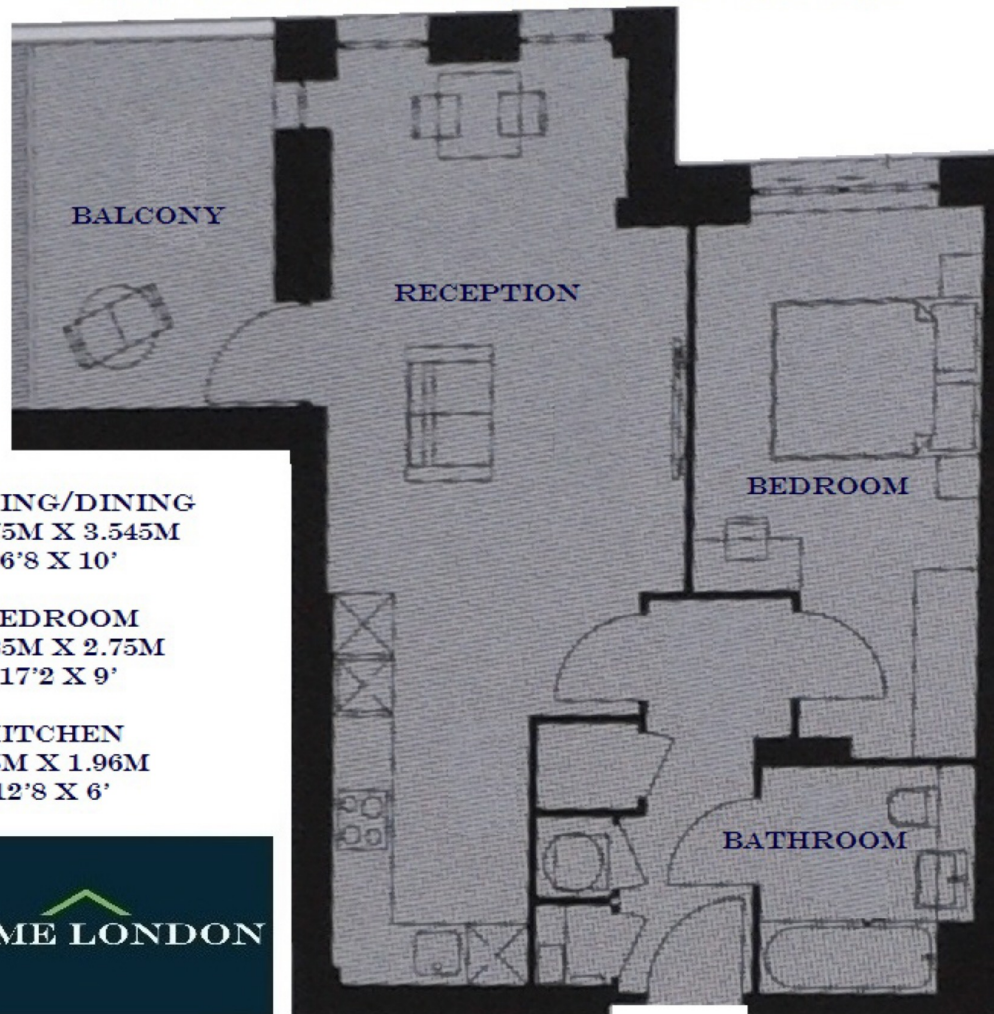 BALCONY
RECEPTION
BEDROOM
BATHROOM
ING/DINING
5M X 3.545M
6'8 X 10'
EDROOM
5M X 2.75M
17'2 X 9'
ITCHEN
M X 1.96M
12'8 X 6'
ME LONDON